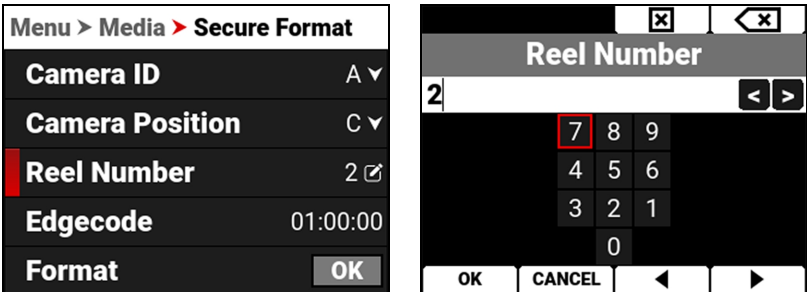 Menu > Media > Secure Format
Camera ID A
Camera Position C
Reel Number 2
Edgecode 01:00:00
Format OK
Reel Number
2 < >
7 8 9
4 5 6
3 2 1
0
OK CANCEL